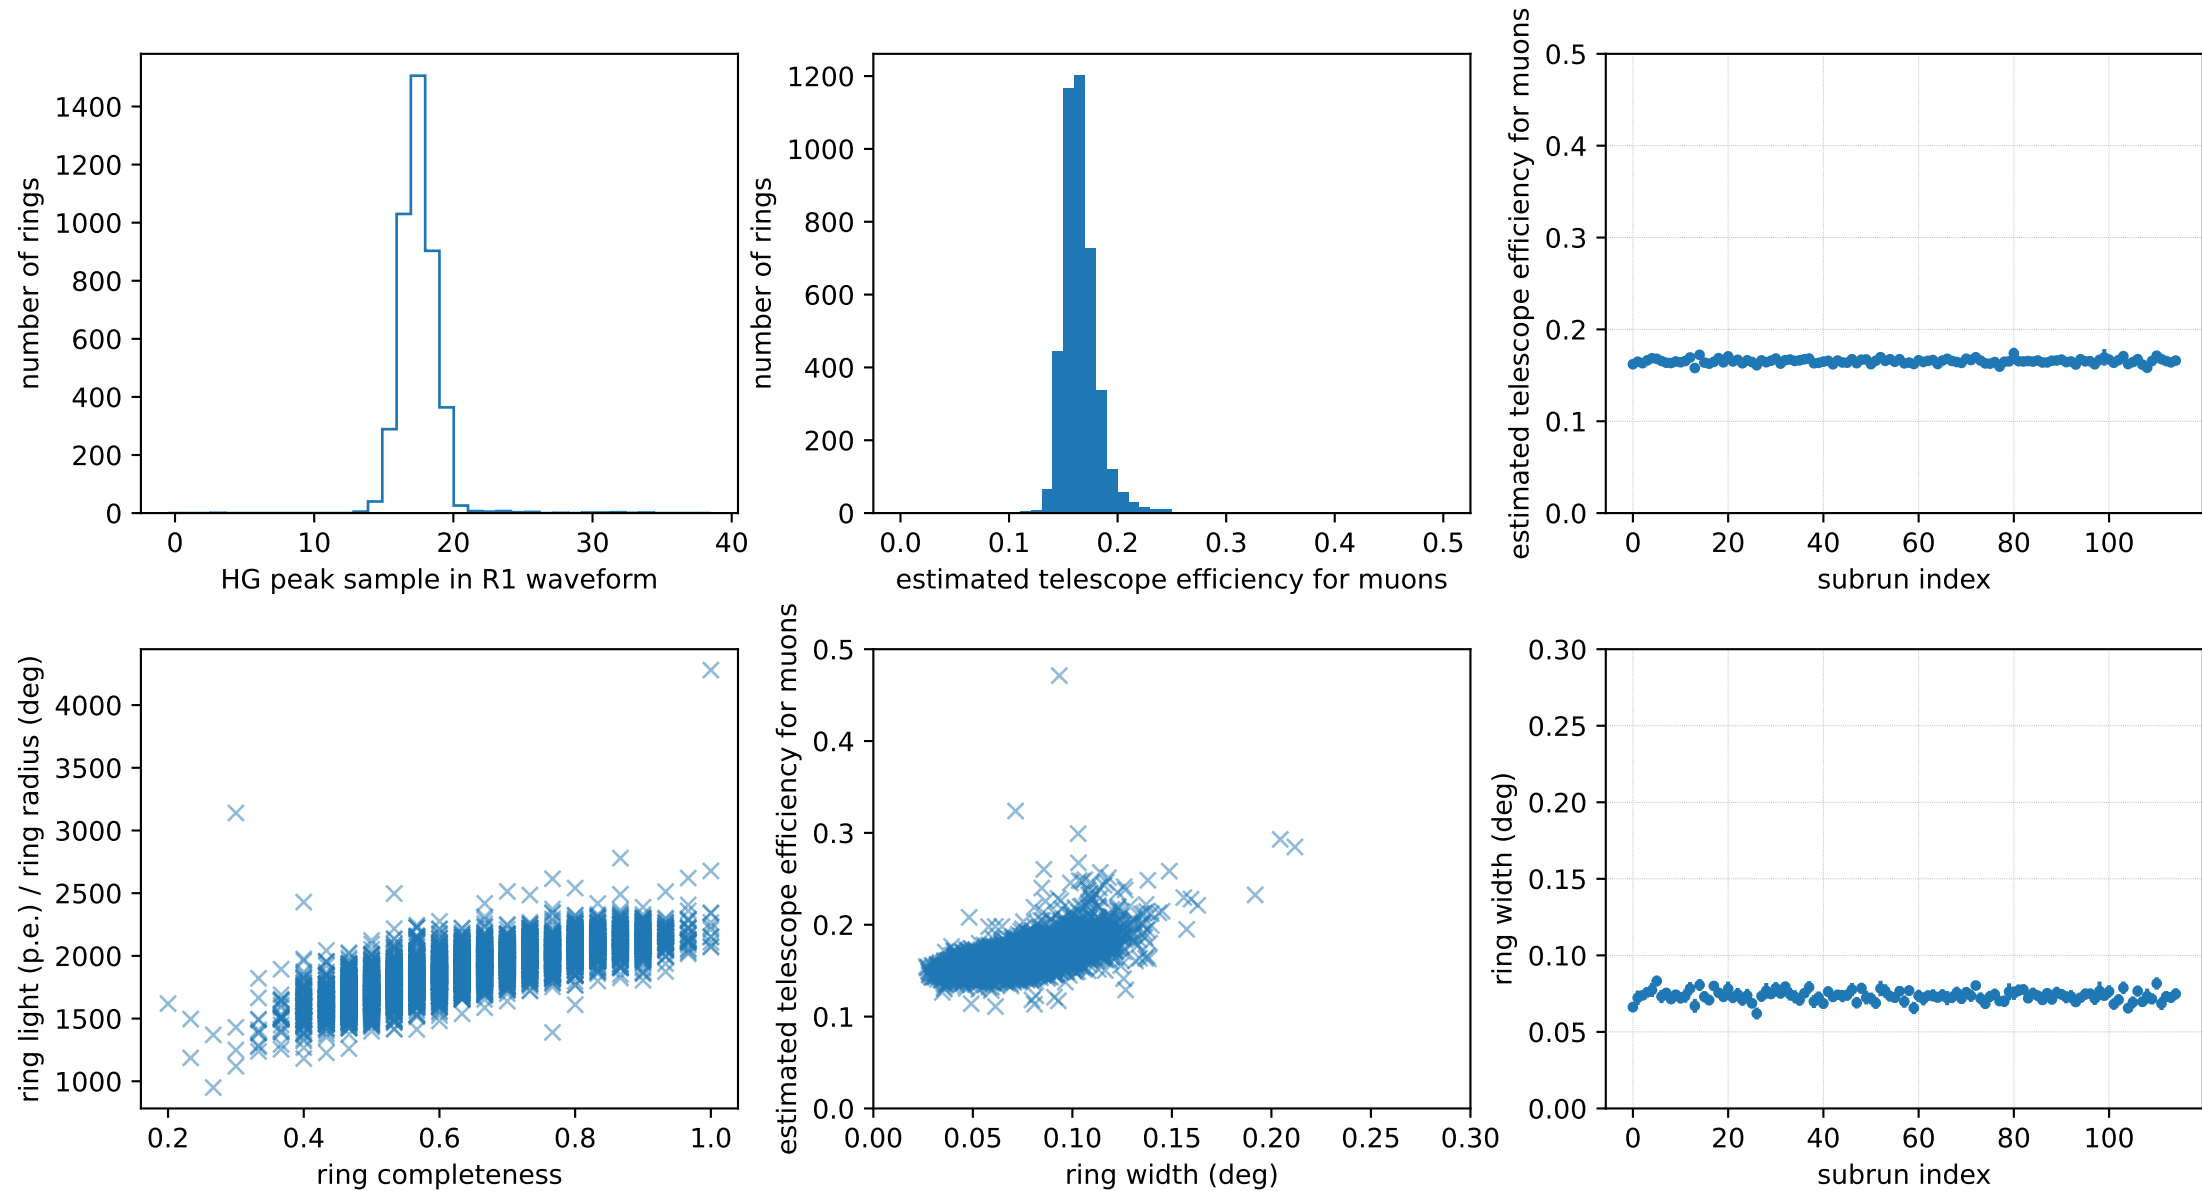 number of rings
1400
1200
1000
800
600
400
200
0
0 10 20 30 40
HG peak sample in R1 waveform
number of rings
1200
1000
800
600
400
200
0
0.0 0.1 0.2 0.3 0.4 0.5
estimated telescope efficiency for muons
estimated telescope efficiency for muons
0.5
0.4
0.3
0.2
0.1
0.0
0 20 40 60 80 100
subrun index
ring light (p.e.) / ring radius (deg)
4000
3500
3000
2500
2000
1500
1000
0.2 0.4 0.6 0.8 1.0
ring completeness
estimated telescope efficiency for muons
0.5
0.4
0.3
0.2
0.1
0.0
0.00 0.05 0.10 0.15 0.20 0.25 0.30
ring width (deg)
ring width (deg)
0.30
0.25
0.20
0.15
0.10
0.05
0.00
0 20 40 60 80 100
subrun index